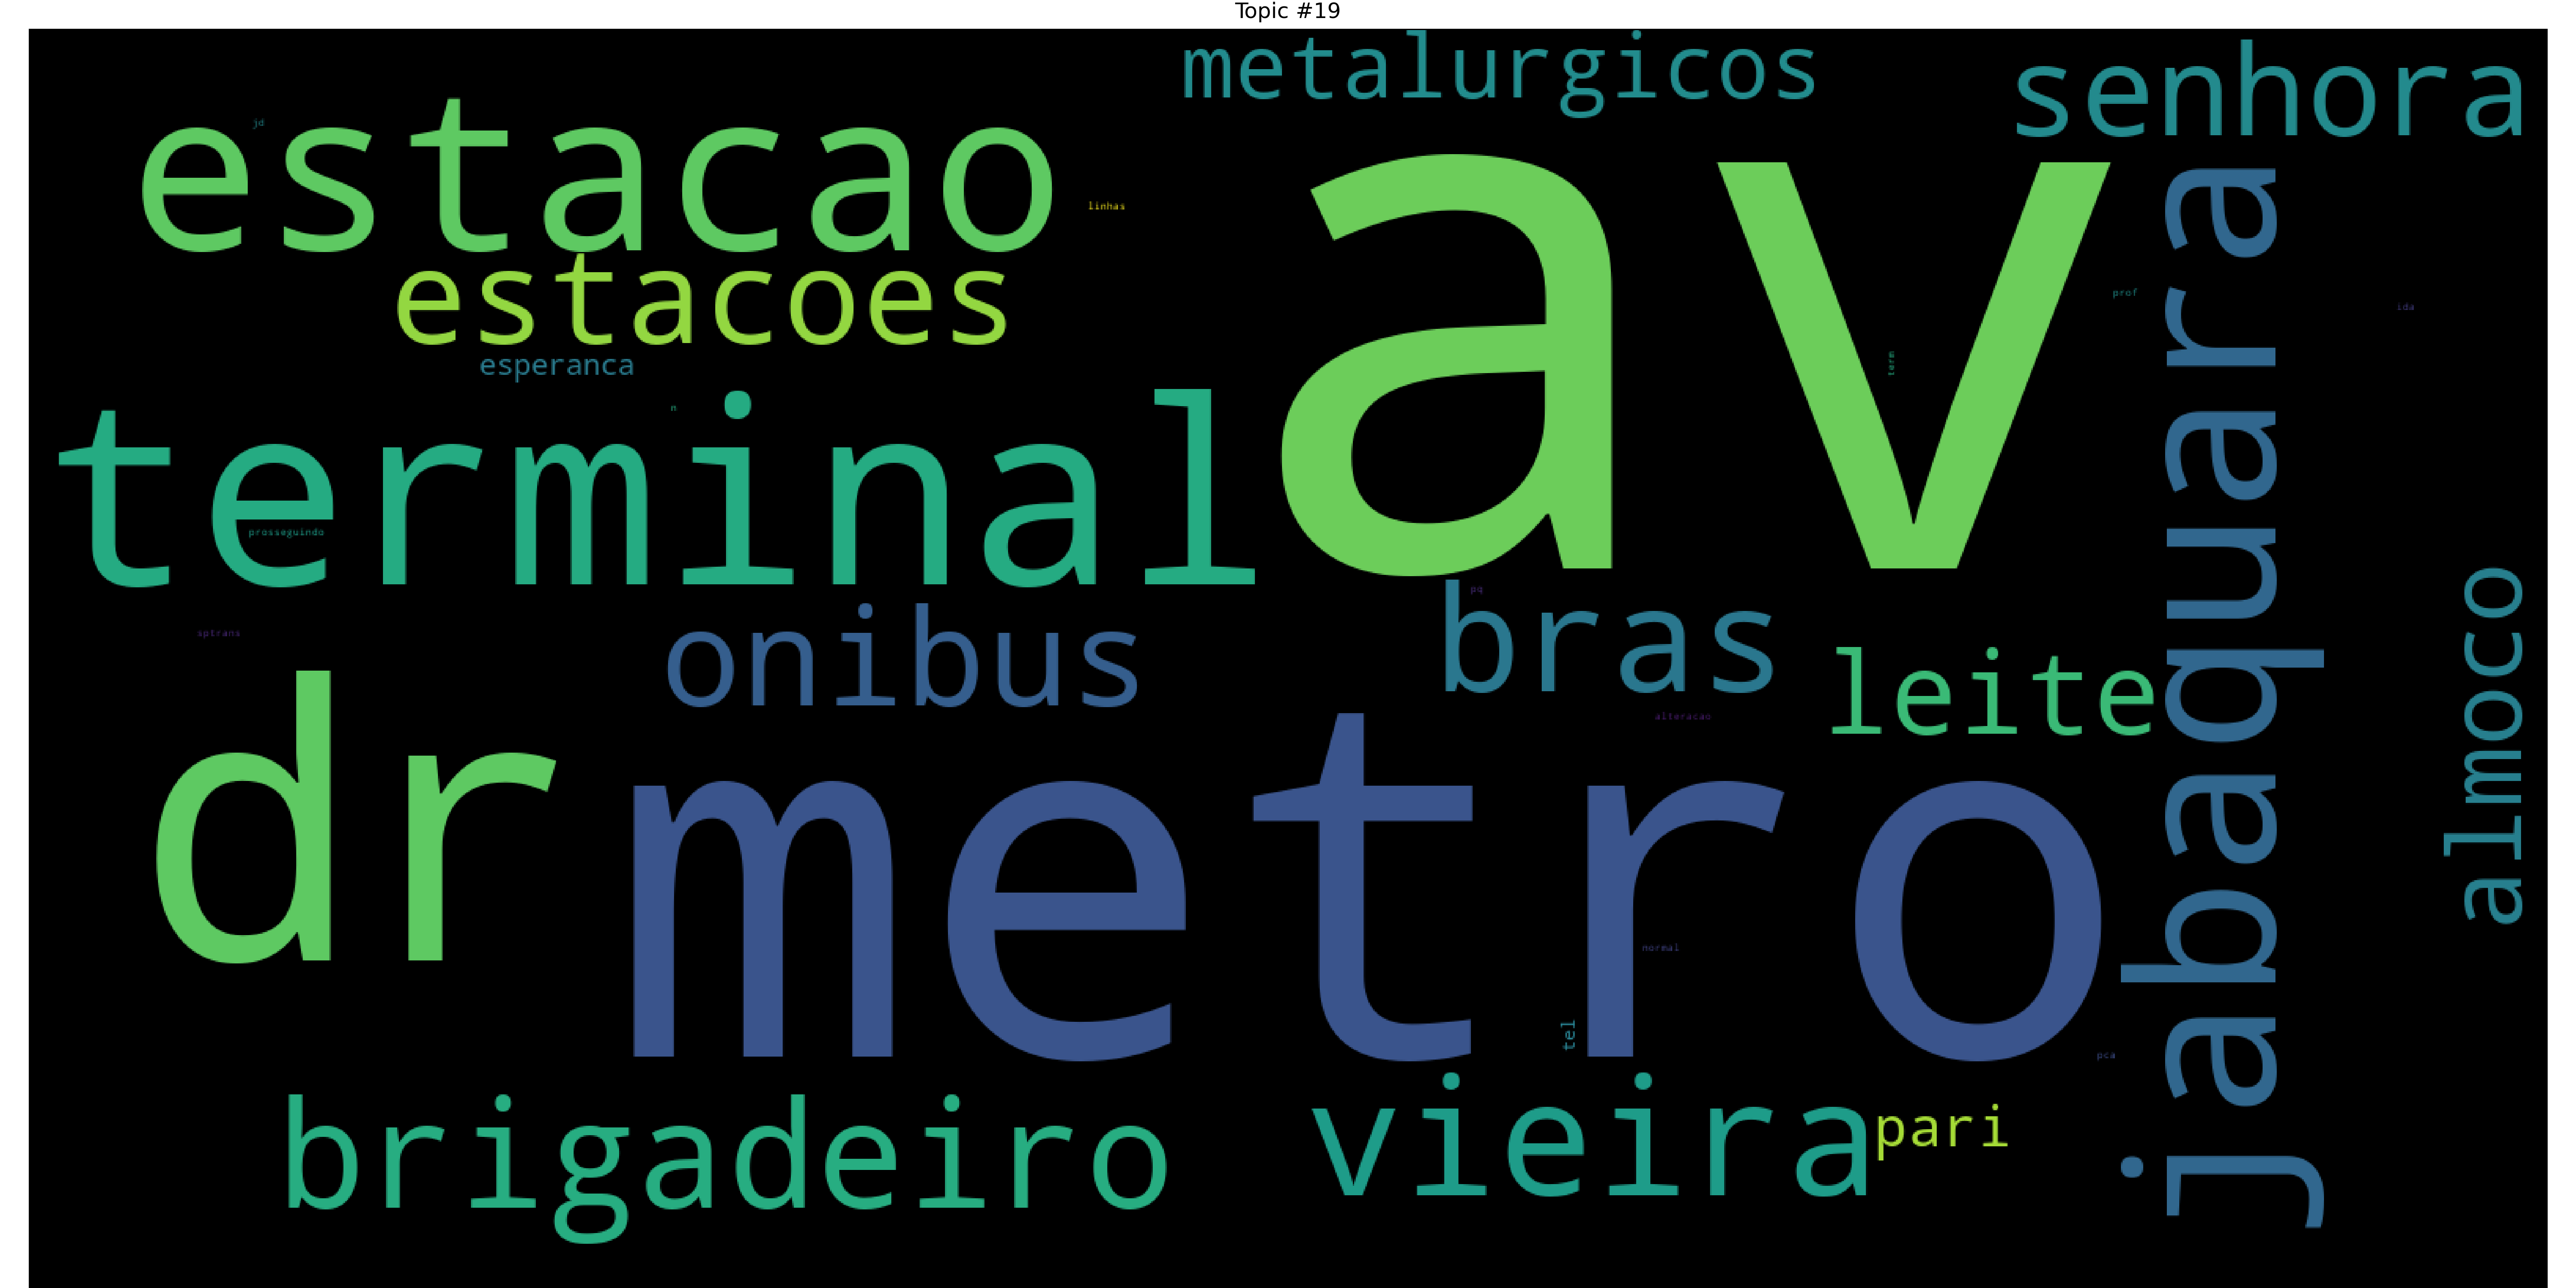 Topic #19
metalurgicos
senhora
estacao
jd
av
linhas
jabaquara
estacoes
prof
ida
esperanca
term
terminal
n
prosseguindo
onibus
bras
pq
almoco
sptrans
leite
dr
metro
alteracao
normal
tel
pca
brigadeiro
vieira
pari